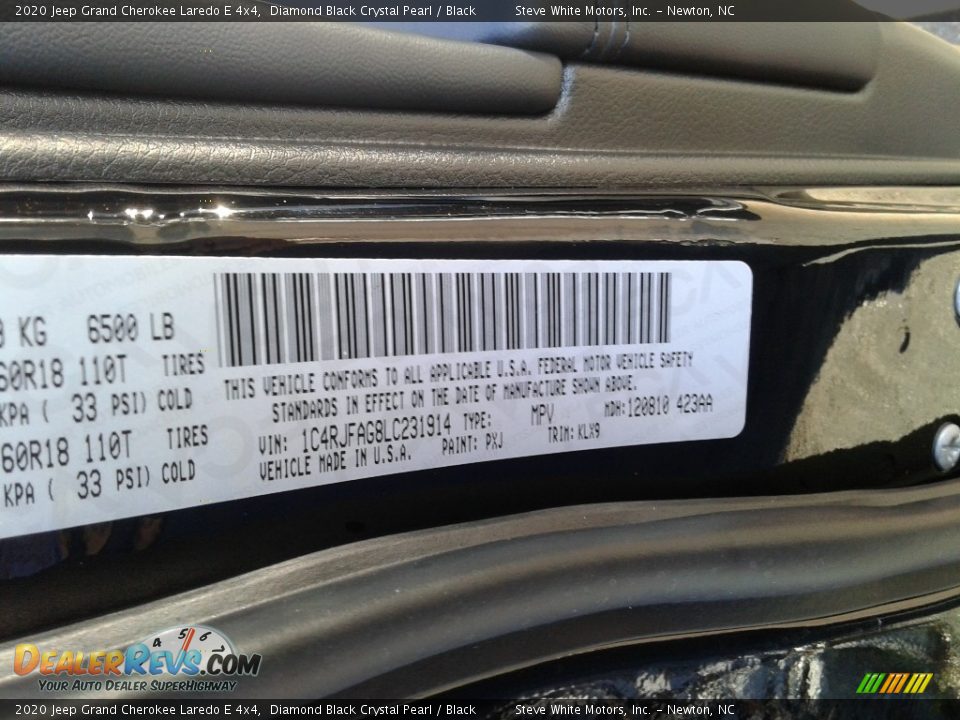 2020 Jeep Grand Cherokee Laredo E 4x4, Diamond Black Crystal Pearl / Black Steve White Motors, Inc. – Newton, NC
KG 6500 LB
60R18 110T TIRES
KPA ( 33 PSI) COLD
60R18 110T TIRES
KPA ( 33 PSI) COLD
THIS VEHICLE CONFORMS TO ALL APPLICABLE U.S.A. FEDERAL MOTOR VEHICLE SAFETY
STANDARDS IN EFFECT ON THE DATE OF MANUFACTURE SHOWN ABOVE.
VIN: 1C4RJFAG8LC231914 TYPE: MPV MDH:120810 423AA
VEHICLE MADE IN U.S.A. PAINT: PXJ TRIM: KLX9
4 5 6
DealerRevs.com
Your Auto Dealer SuperHighway
2020 Jeep Grand Cherokee Laredo E 4x4, Diamond Black Crystal Pearl / Black Steve White Motors, Inc. – Newton, NC